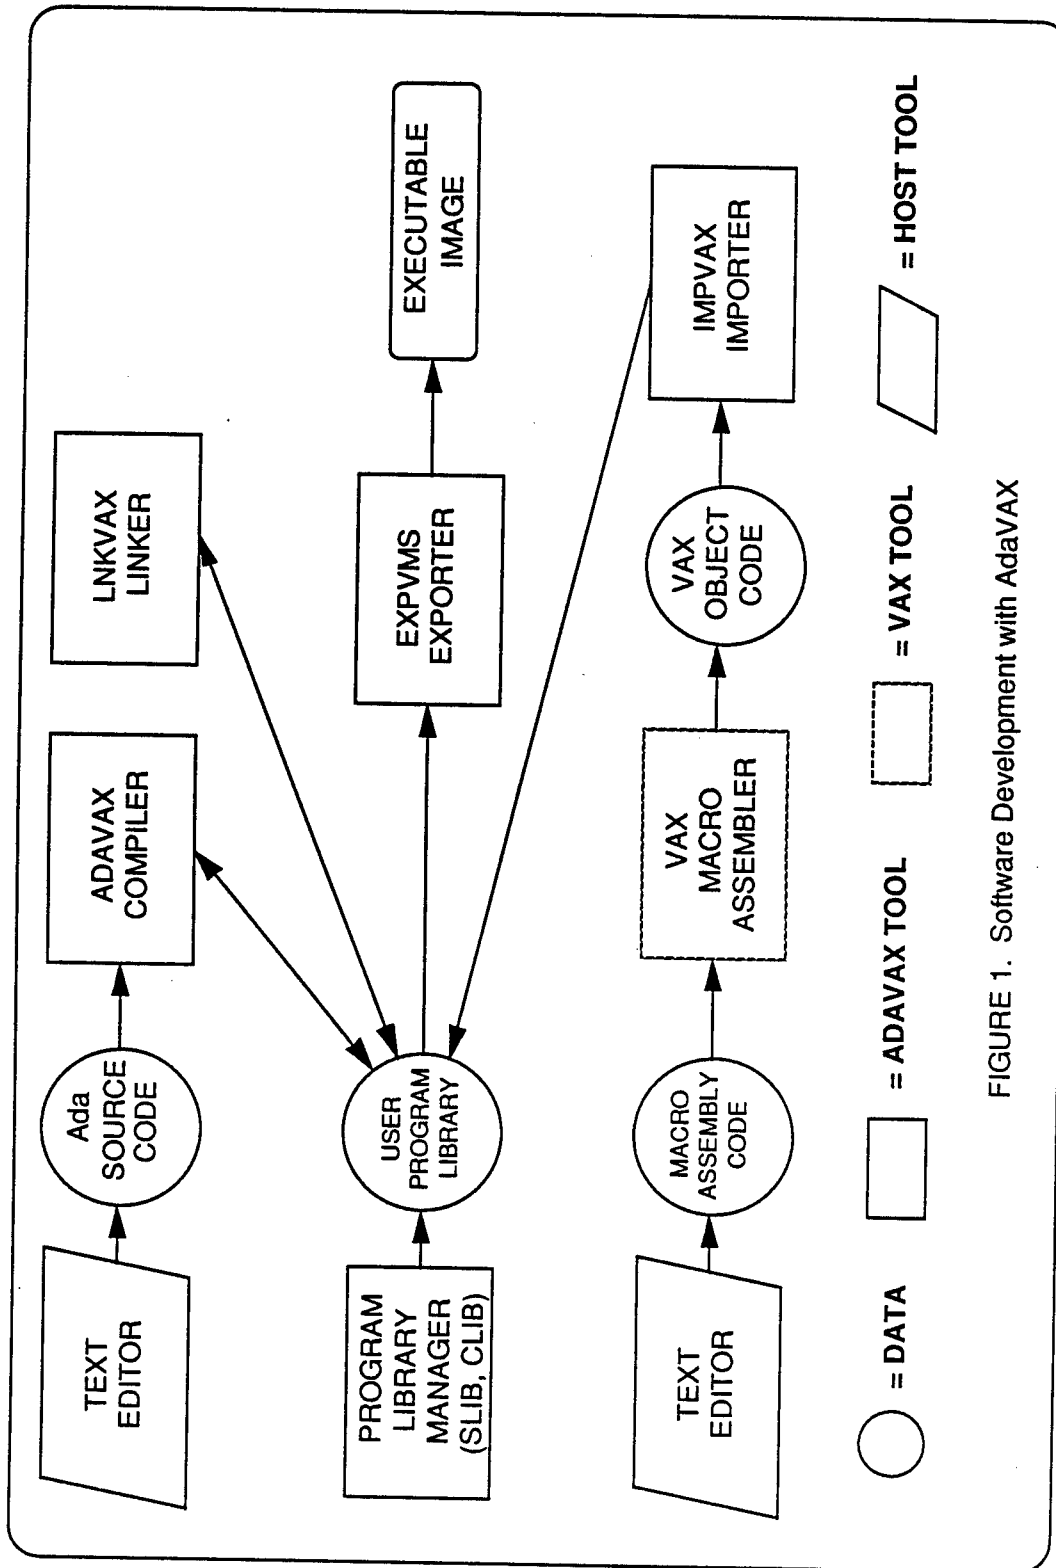 TEXT
EDITOR
Ada
SOURCE
CODE
ADAVAX
COMPILER
LNKVAX
LINKER
PROGRAM
LIBRARY
MANAGER
(SLIB, CLIB)
USER
PROGRAM
LIBRARY
EXPVMS
EXPORTER
EXECUTABLE
IMAGE
TEXT
EDITOR
MACRO
ASSEMBLY
CODE
VAX
MACRO
ASSEMBLER
VAX
OBJECT
CODE
IMPVAX
IMPORTER
= DATA
= ADAVAX TOOL
= VAX TOOL
= HOST TOOL
FIGURE 1. Software Development with AdaVAX